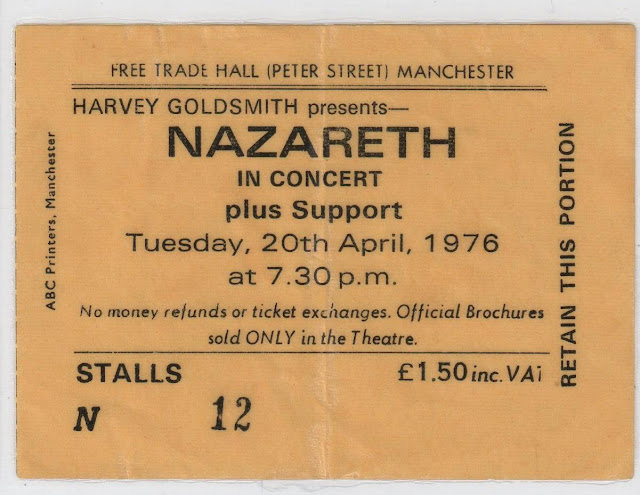 FREE TRADE HALL (PETER STREET) MANCHESTER
HARVEY GOLDSMITH presents—
NAZARETH
IN CONCERT
plus Support
Tuesday, 20th April, 1976
at 7.30 p.m.
No money refunds or ticket exchanges. Official Brochures
sold ONLY in the Theatre.
STALLS £1.50 inc. VAT
N 12
ABC Printers, Manchester
RETAIN THIS PORTION